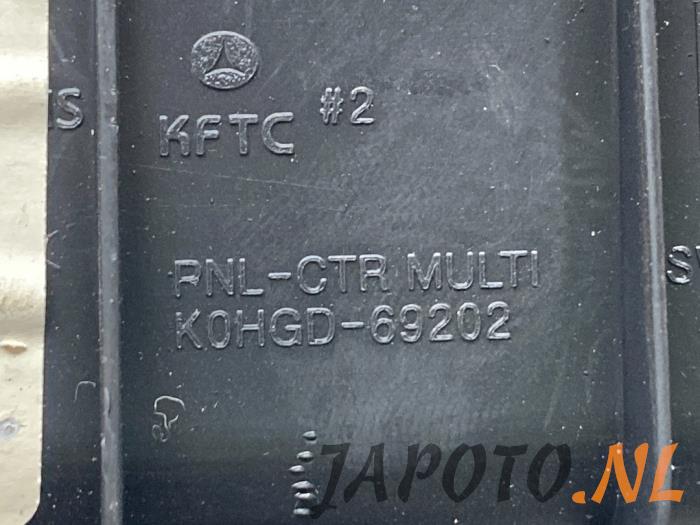 #2
KFTC
PNL-CTR MULTI
K0HGD-69202
JAPOTO.NL